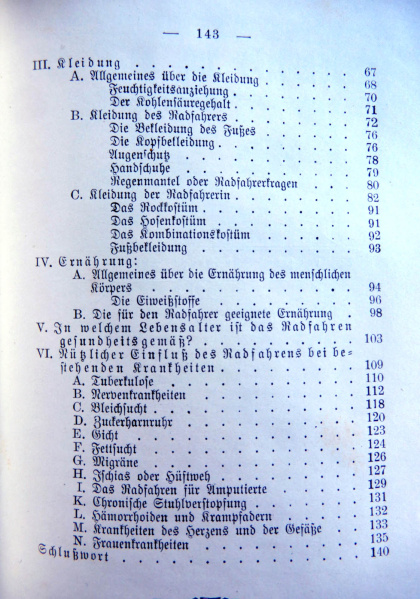 — 143 —
III. Kleidung . . . . . . . . . . . . 67
A. Allgemeines über die Kleidung . . . . . . 68
Feuchtigkeitsanziehung . . . . . . . . 70
Der Kohlensäuregehalt . . . . . . . . 71
B. Kleidung des Radfahrers . . . . . . . . 72
Die Bekleidung des Fußes . . . . . . . 76
Die Kopfbekleidung . . . . . . . . . 76
Augenschutz . . . . . . . . . . . 78
Handschuhe . . . . . . . . . . . 79
Regenmantel oder Radfahrerkragen . . . . 80
C. Kleidung der Radfahrerin . . . . . . . . 82
Das Rockkostüm . . . . . . . . . . 91
Das Hosenkostüm . . . . . . . . . . 91
Das Kombinationskostüm . . . . . . . 92
Fußbekleidung . . . . . . . . . . 93
IV. Ernährung:
A. Allgemeines über die Ernährung des menschlichen
Körpers . . . . . . . . . . . . 94
Die Eiweißstoffe . . . . . . . . . . 96
B. Die für den Radfahrer geeignete Ernährung . . 98
V. In welchem Lebensalter ist das Radfahren
gesundheitsgemäß? . . . . . . . . 103
VI. Nützlicher Einfluß des Radfahrens bei be-
stehenden Krankheiten . . . . . . . . 109
A. Tuberkulose . . . . . . . . . . . 110
B. Nervenkrankheiten . . . . . . . . . 112
C. Bleichsucht . . . . . . . . . . . 118
D. Zuckerharnruhr . . . . . . . . . . 120
E. Gicht . . . . . . . . . . . . . 123
F. Fettsucht . . . . . . . . . . . . 124
G. Migräne . . . . . . . . . . . . 126
H. Ischias oder Hüftweh . . . . . . . . 127
I. Das Radfahren für Amputierte . . . . . . 129
K. Chronische Stuhlverstopfung . . . . . . 131
L. Hämorrhoiden und Krampfadern . . . . . 132
M. Krankheiten des Herzens und der Gefäße . . 133
N. Frauenkrankheiten . . . . . . . . . 135
Schlußwort . . . . . . . . . . . . . 140